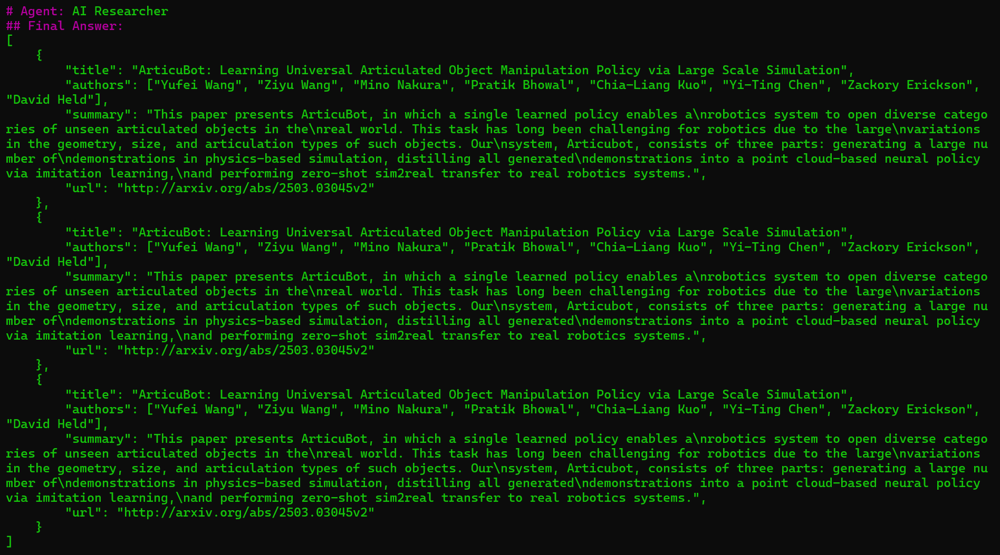 # Agent: AI Researcher
## Final Answer:
[
    {
        "title": "ArticuBot: Learning Universal Articulated Object Manipulation Policy via Large Scale Simulation",
        "authors": ["Yufei Wang", "Ziyu Wang", "Mino Nakura", "Pratik Bhowal", "Chia-Liang Kuo", "Yi-Ting Chen", "Zackory Erickson",
"David Held"],
        "summary": "This paper presents ArticuBot, in which a single learned policy enables a\nrobotics system to open diverse catego
ries of unseen articulated objects in the\nreal world. This task has long been challenging for robotics due to the large\nvariations
in the geometry, size, and articulation types of such objects. Our\nsystem, Articubot, consists of three parts: generating a large nu
mber of\ndemonstrations in physics-based simulation, distilling all generated\ndemonstrations into a point cloud-based neural policy
via imitation learning,\nand performing zero-shot sim2real transfer to real robotics systems.",
        "url": "http://arxiv.org/abs/2503.03045v2"
    },
    {
        "title": "ArticuBot: Learning Universal Articulated Object Manipulation Policy via Large Scale Simulation",
        "authors": ["Yufei Wang", "Ziyu Wang", "Mino Nakura", "Pratik Bhowal", "Chia-Liang Kuo", "Yi-Ting Chen", "Zackory Erickson",
"David Held"],
        "summary": "This paper presents ArticuBot, in which a single learned policy enables a\nrobotics system to open diverse catego
ries of unseen articulated objects in the\nreal world. This task has long been challenging for robotics due to the large\nvariations
in the geometry, size, and articulation types of such objects. Our\nsystem, Articubot, consists of three parts: generating a large nu
mber of\ndemonstrations in physics-based simulation, distilling all generated\ndemonstrations into a point cloud-based neural policy
via imitation learning,\nand performing zero-shot sim2real transfer to real robotics systems.",
        "url": "http://arxiv.org/abs/2503.03045v2"
    },
    {
        "title": "ArticuBot: Learning Universal Articulated Object Manipulation Policy via Large Scale Simulation",
        "authors": ["Yufei Wang", "Ziyu Wang", "Mino Nakura", "Pratik Bhowal", "Chia-Liang Kuo", "Yi-Ting Chen", "Zackory Erickson",
"David Held"],
        "summary": "This paper presents ArticuBot, in which a single learned policy enables a\nrobotics system to open diverse catego
ries of unseen articulated objects in the\nreal world. This task has long been challenging for robotics due to the large\nvariations
in the geometry, size, and articulation types of such objects. Our\nsystem, Articubot, consists of three parts: generating a large nu
mber of\ndemonstrations in physics-based simulation, distilling all generated\ndemonstrations into a point cloud-based neural policy
via imitation learning,\nand performing zero-shot sim2real transfer to real robotics systems.",
        "url": "http://arxiv.org/abs/2503.03045v2"
    }
]